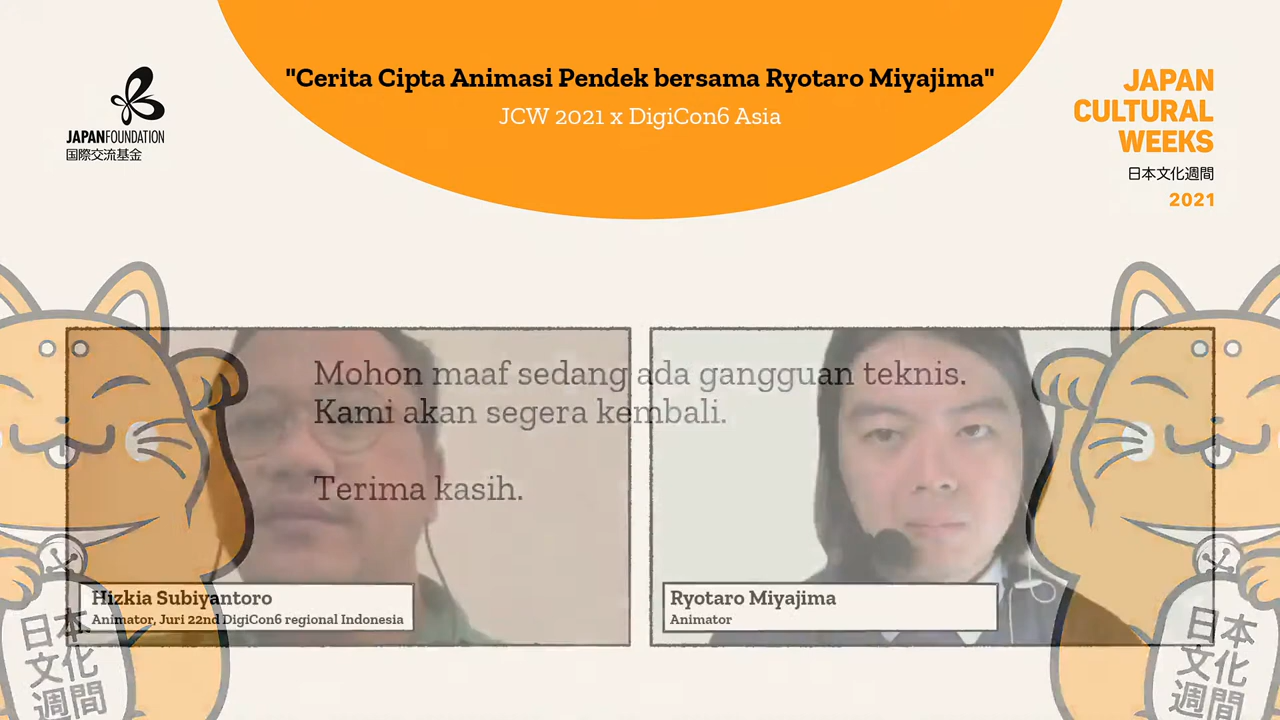 "Cerita Cipta Animasi Pendek bersama Ryotaro Miyajima"
JCW 2021 x DigiCon6 Asia
JAPANFOUNDATION
国際交流基金
JAPAN
CULTURAL
WEEKS
日本文化週間
2021
Mohon maaf sedang ada gangguan teknis.
Kami akan segera kembali.
Terima kasih.
Hizkia Subiyantoro
Animator, Juri 22nd DigiCon6 regional Indonesia
Ryotaro Miyajima
Animator
日本
文化
週間
日本
文化
週間